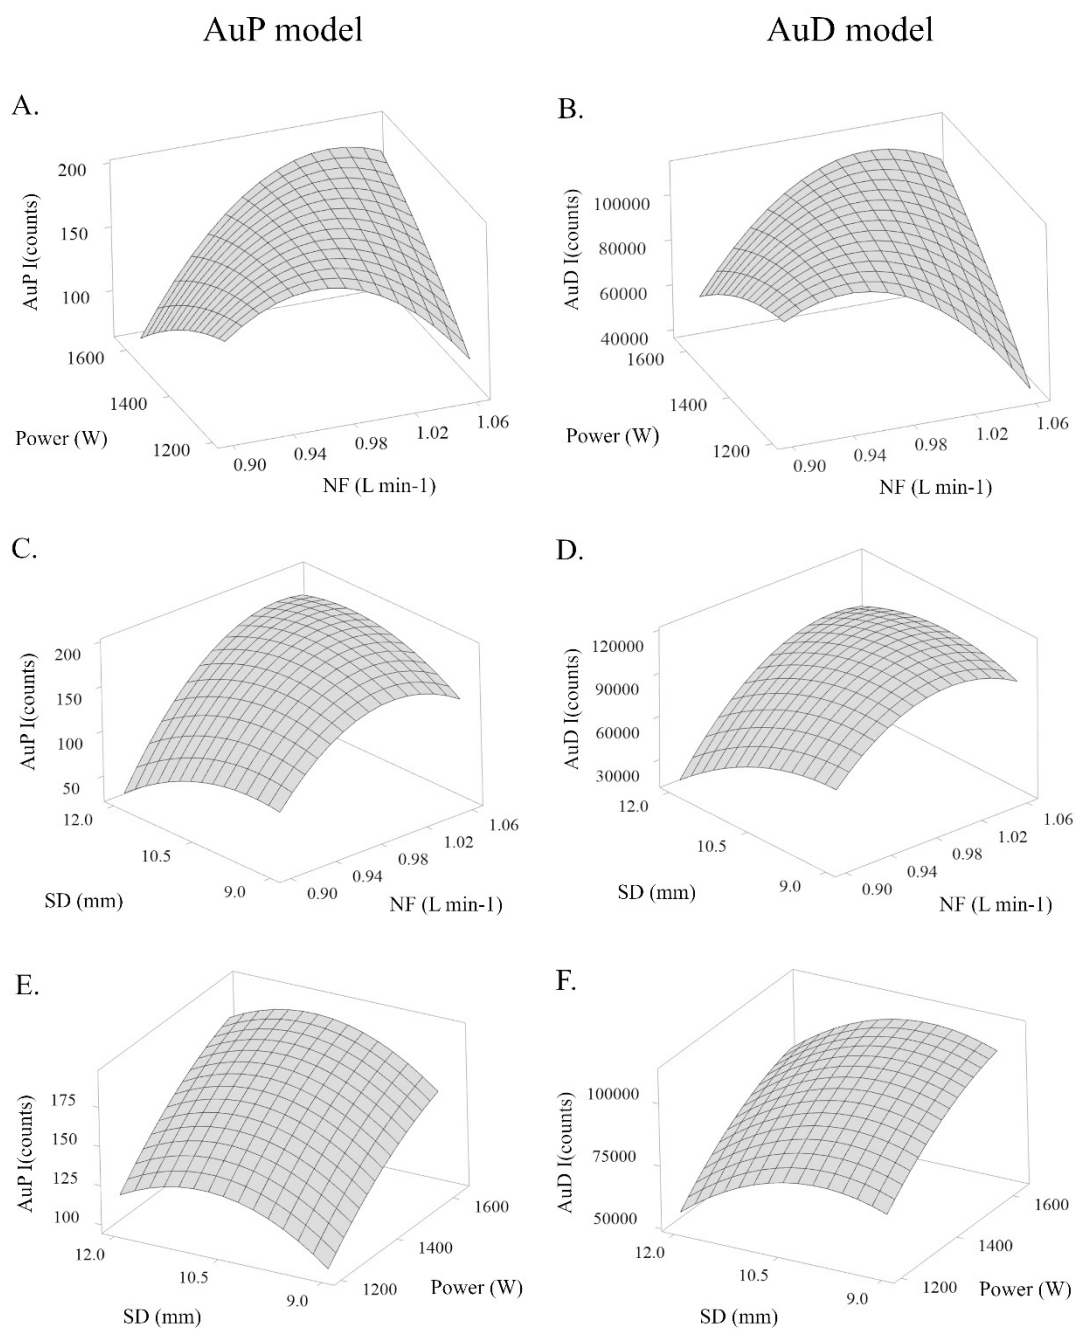 AuP model
AuD model
A.
200
150
100
AuP I(counts)
1600
1400
1200
Power (W)
0.90
0.94
0.98
1.02
1.06
NF (L min-1)
B.
100000
80000
60000
40000
AuD I(counts)
1600
1400
1200
Power (W)
0.90
0.94
0.98
1.02
1.06
NF (L min-1)
C.
200
150
100
50
AuP I(counts)
12.0
10.5
9.0
SD (mm)
0.90
0.94
0.98
1.02
1.06
NF (L min-1)
D.
120000
90000
60000
30000
AuD I(counts)
12.0
10.5
9.0
SD (mm)
0.90
0.94
0.98
1.02
1.06
NF (L min-1)
E.
175
150
125
100
AuP I(counts)
12.0
10.5
9.0
SD (mm)
1200
1400
1600
Power (W)
F.
100000
75000
50000
AuD I(counts)
12.0
10.5
9.0
SD (mm)
1200
1400
1600
Power (W)